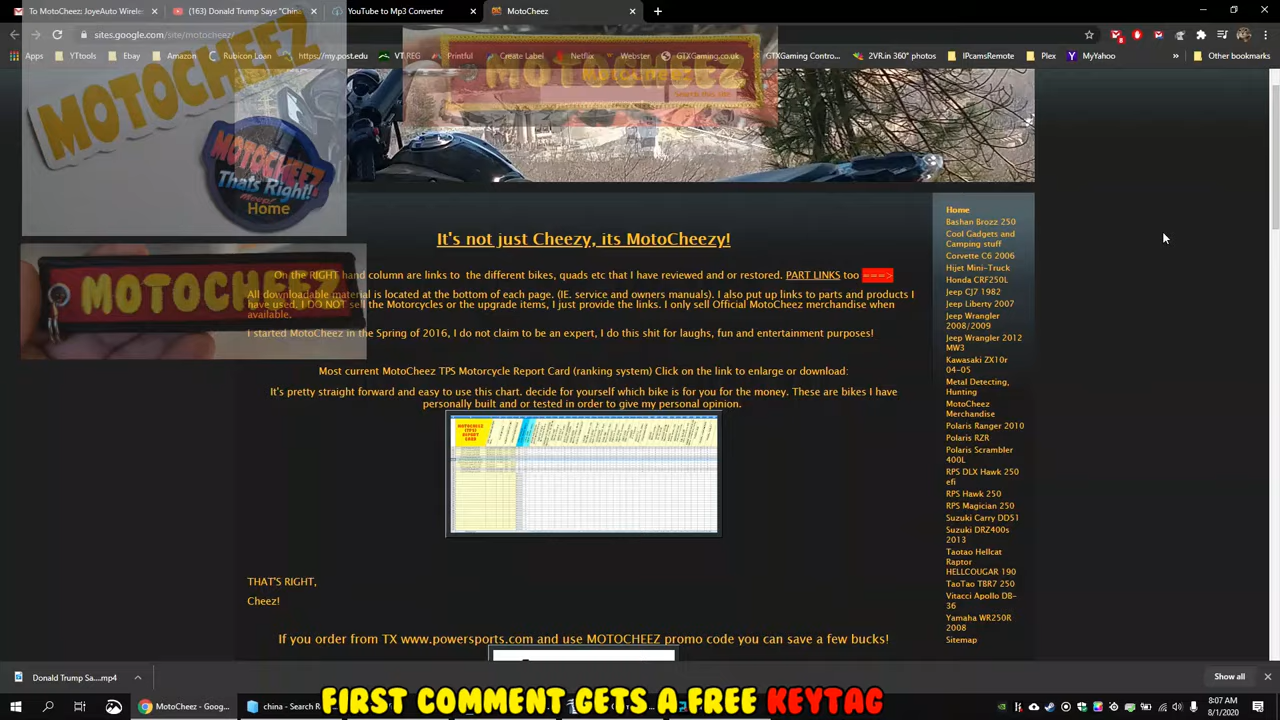 To MotoCheez: JoyeAuto Wireles
(163) Donald Trump Says "China
MotoCheez
sites.google.com/site/motocheez/
Apps
YTtools
Ebay
Amazon
Rubicon Loan
https://my.post.edu
VT REG
Printful
Create Label
Netflix
Webster
GTXGaming.co.uk
GTXGaming Contro...
2VR.in 360° photos
IPcamsRemote
Plex
MyYahoo
Other bookmarks
MOTOCHEEZ
MOTOCHEEZ
Search this site
MOTOCHEEZ
Thats Right!
Meep!
Home
MOTOCHEEZ
It's not just Cheezy, its MotoCheezy!
On the RIGHT hand column are links to the different bikes, quads etc that I have reviewed and or restored. PART LINKS too ===>
All downloadable material is located at the bottom of each page. (IE. service and owners manuals). I also put up links to parts and products I
have used, I DO NOT sell the Motorcycles or the upgrade items, I just provide the links. I only sell Official MotoCheez merchandise when
available.
I started MotoCheez in the Spring of 2016, I do not claim to be an expert, I do this shit for laughs, fun and entertainment purposes!
Most current MotoCheez TPS Motorcycle Report Card (ranking system) Click on the link to enlarge or download:
It's pretty straight forward and easy to use this chart. decide for yourself which bike is for you for the money. These are bikes I have
personally built and or tested in order to give my personal opinion.
MOTOCHEEZ
(TPS)
REPORT
CARD
THAT'S RIGHT,
Cheez!
If you order from TX www.powersports.com and use MOTOCHEEZ promo code you can save a few bucks!
Home
Bashan Brozz 250
Cool Gadgets and
Camping stuff
Corvette C6 2006
Hijet Mini-Truck
Honda CRF250L
Jeep CJ7 1982
Jeep Liberty 2007
Jeep Wrangler
2008/2009
Jeep Wrangler 2012
MW3
Kawasaki ZX10r
04-05
Metal Detecting,
Hunting
MotoCheez
Merchandise
Polaris Ranger 2010
Polaris RZR
Polaris Scrambler
400L
RPS DLX Hawk 250
efi
RPS Hawk 250
RPS Magician 250
Suzuki Carry DD51
Suzuki DRZ400s
2013
Taotao Hellcat
Raptor
HELLCOUGAR 190
TaoTao TBR7 250
Vitacci Apollo DB-
36
Yamaha WR250R
2008
Sitemap
Donald Trump Sa....mp4
Show all
MotoCheez - Goog...
china - Search R
FIRST COMMENT GETS A FREE KEYTAG
8:07 AM
8/1/2020